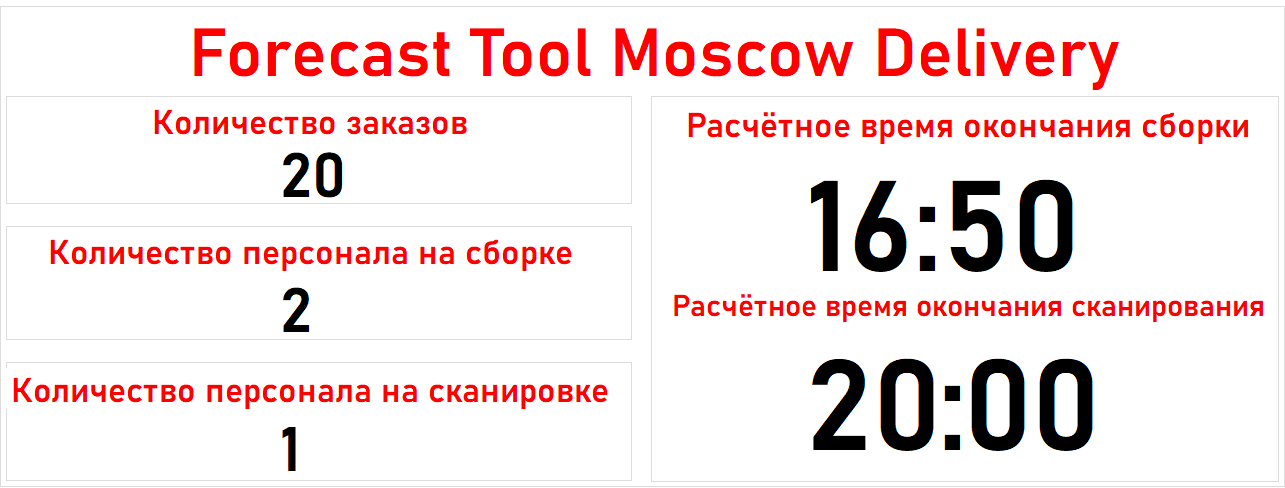 Forecast Tool Moscow Delivery
Количество заказов
20
Количество персонала на сборке
2
Количество персонала на сканировке
1
Расчётное время окончания сборки
16:50
Расчётное время окончания сканирования
20:00